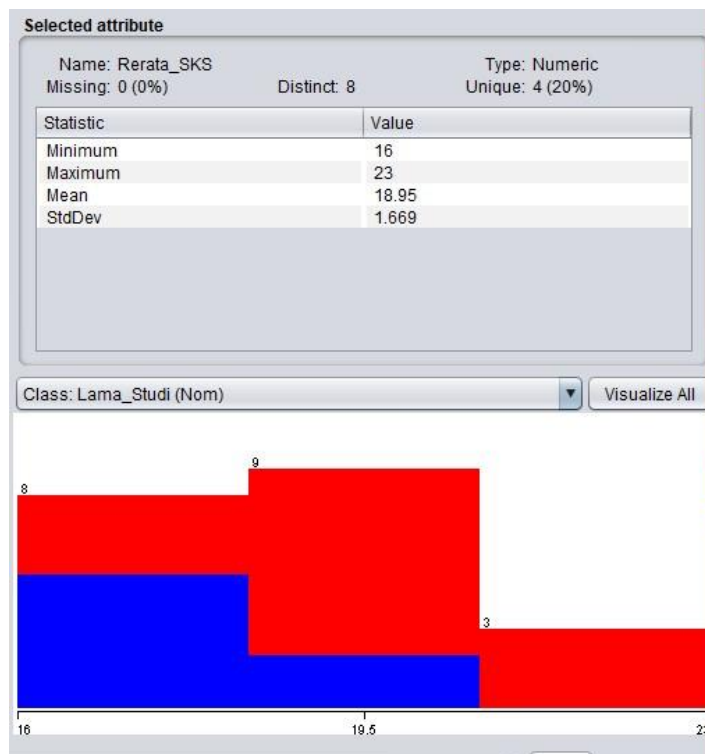 Selected attribute
Name: Rerata_SKS Type: Numeric
Missing: 0 (0%) Distinct: 8 Unique: 4 (20%)
Statistic Value
Minimum 16
Maximum 23
Mean 18.95
StdDev 1.669
Class: Lama_Studi (Nom) Visualize All
9
8
3
16 19.5